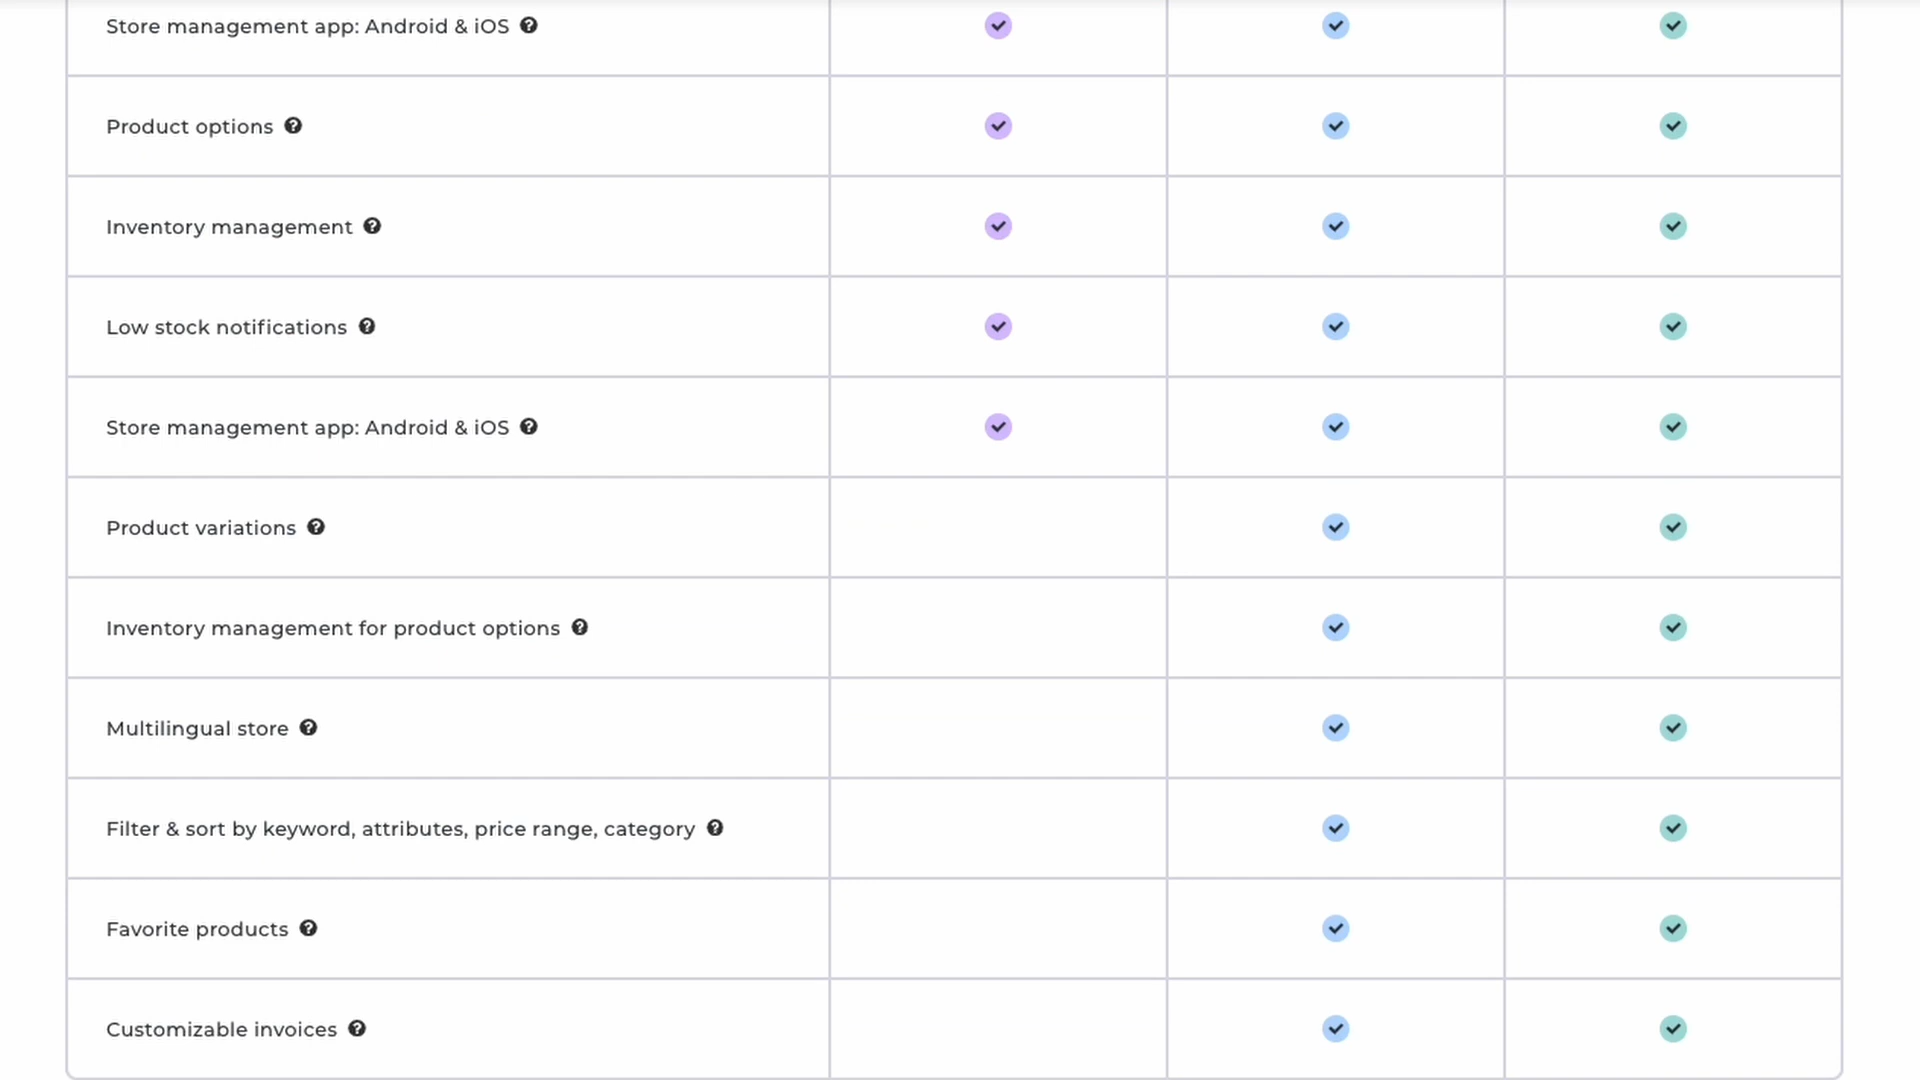 Store management app: Android & iOS
Product options
Inventory management
Low stock notifications
Store management app: Android & iOS
Product variations
Inventory management for product options
Multilingual store
Filter & sort by keyword, attributes, price range, category
Favorite products
Customizable invoices